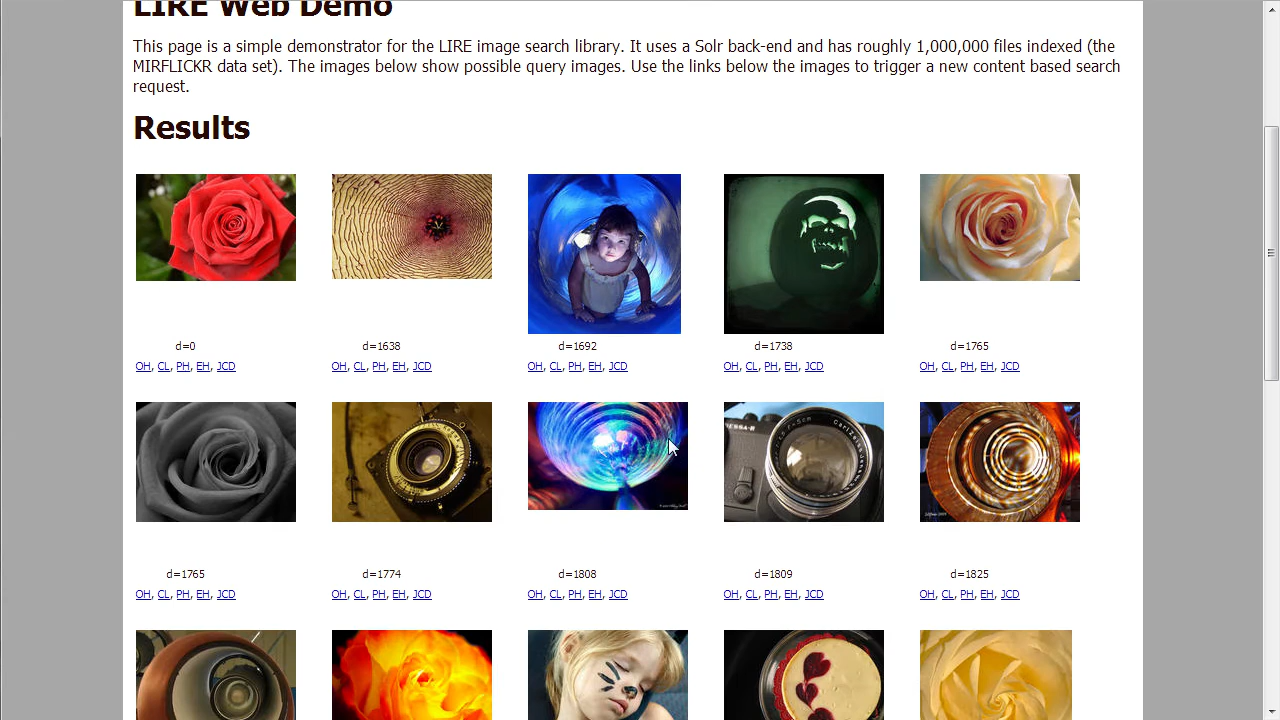 LIRE Web Demo
This page is a simple demonstrator for the LIRE image search library. It uses a Solr back-end and has roughly 1,000,000 files indexed (the
MIRFLICKR data set). The images below show possible query images. Use the links below the images to trigger a new content based search
request.
Results
d=0 d=1638 d=1692 d=1738 d=1765
OH, CL, PH, EH, JCD OH, CL, PH, EH, JCD OH, CL, PH, EH, JCD OH, CL, PH, EH, JCD OH, CL, PH, EH, JCD
d=1765 d=1774 d=1808 d=1809 d=1825
OH, CL, PH, EH, JCD OH, CL, PH, EH, JCD OH, CL, PH, EH, JCD OH, CL, PH, EH, JCD OH, CL, PH, EH, JCD